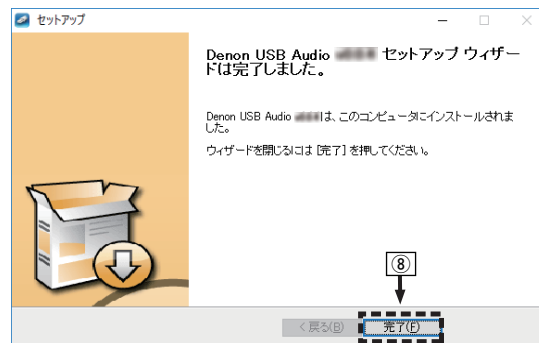 セットアップ
Denon USB Audio セットアップ ウィザー
ドは完了しました。
Denon USB Audio は、このコンピュータにインストールされま
した。
ウィザードを閉じるには [完了] を押してください。
⑧
< 戻る(B) 完了(F)